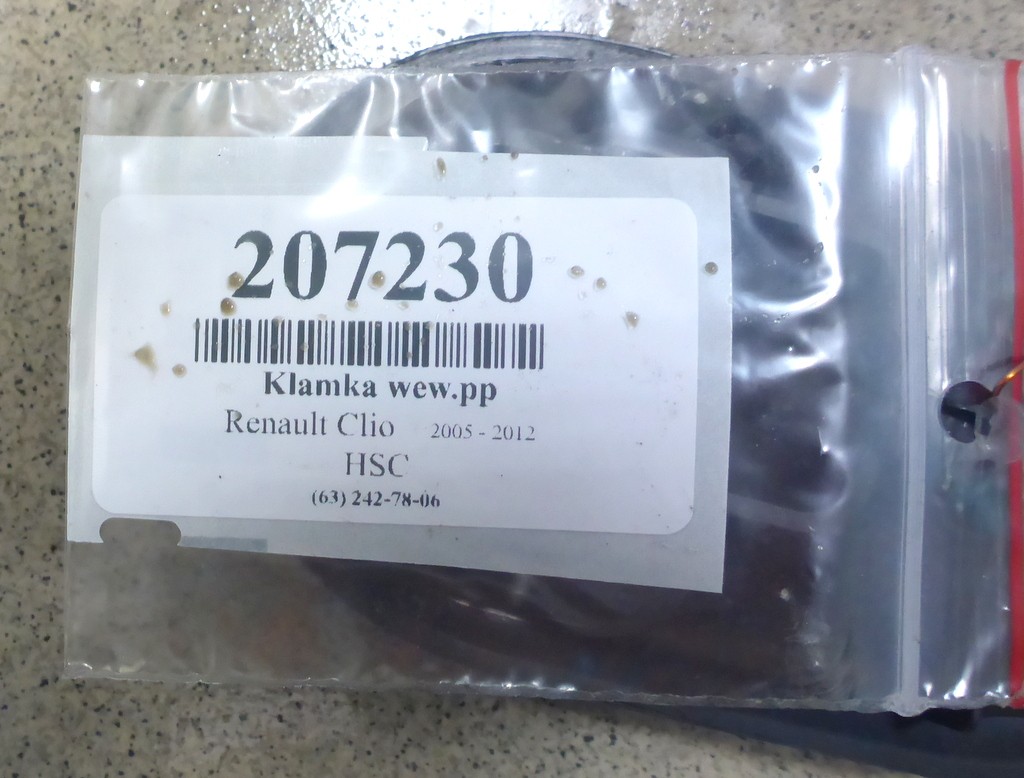 207230
Klamka wew.pp
Renault Clio 2005 - 2012
HSC
(63) 242-78-06